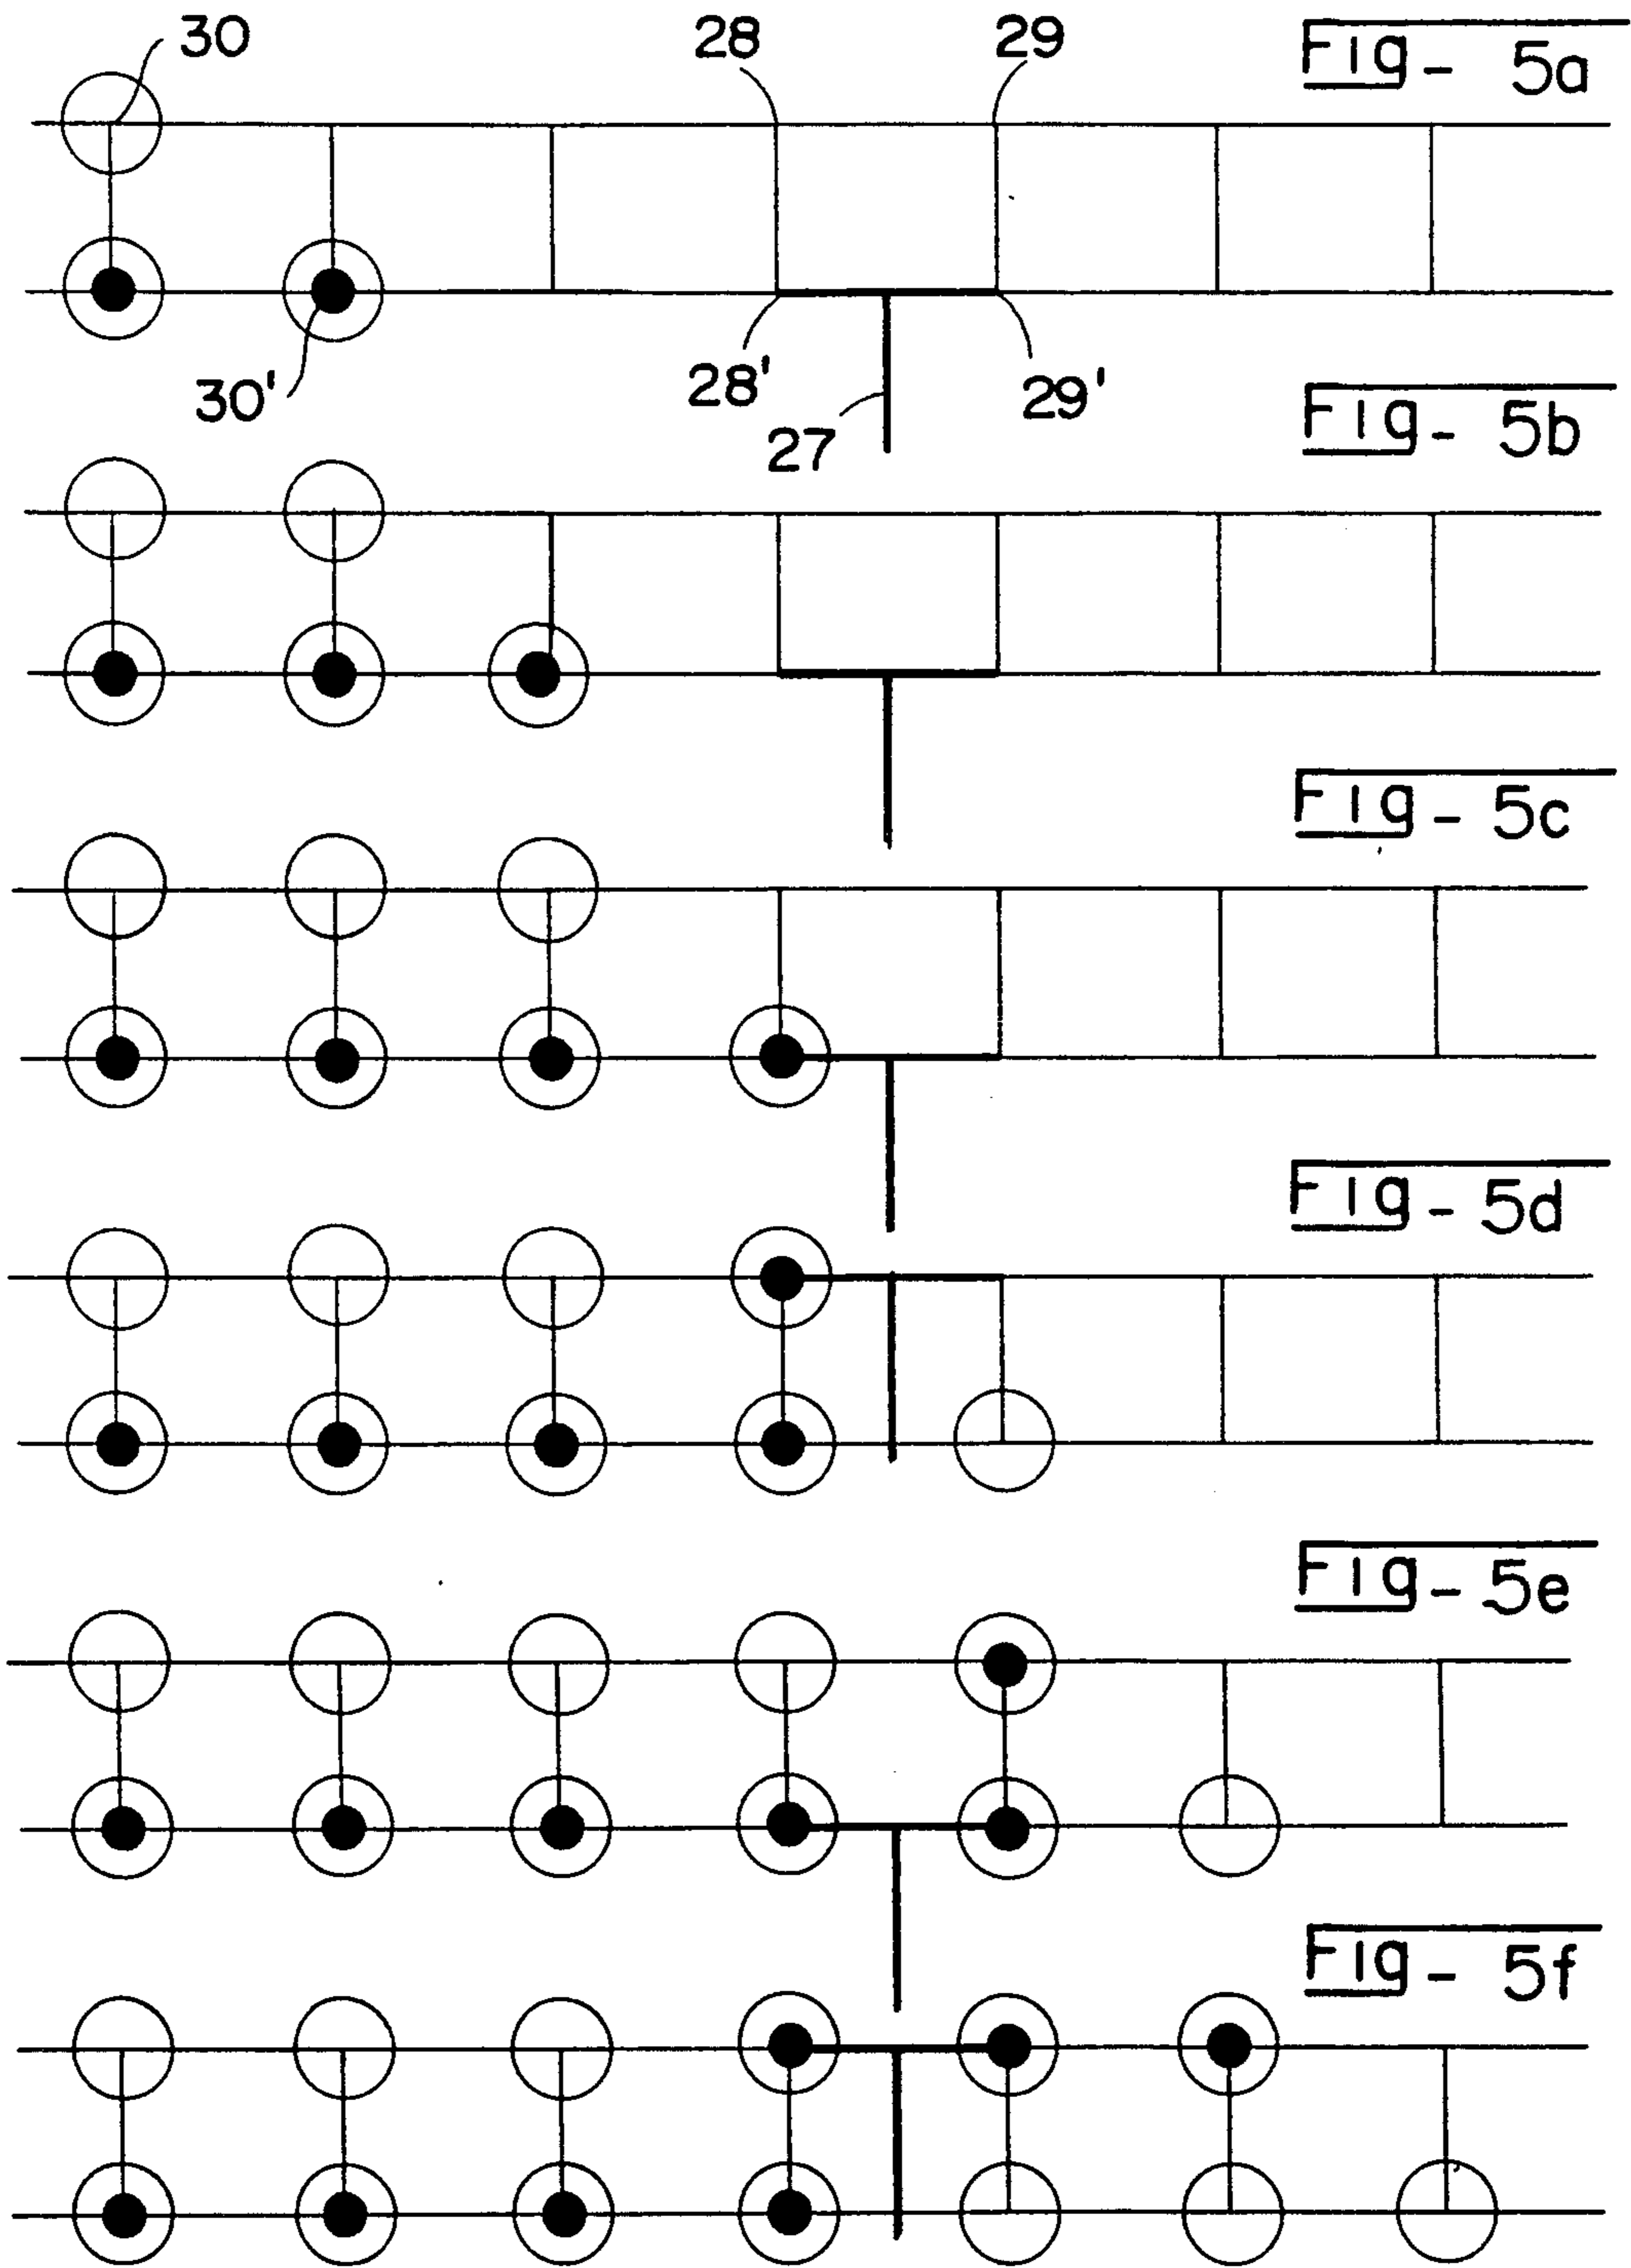 30 28 29 Fig - 5a
30' 28' 29'
27
Fig - 5b
Fig - 5c
Fig - 5d
Fig - 5e
Fig - 5f